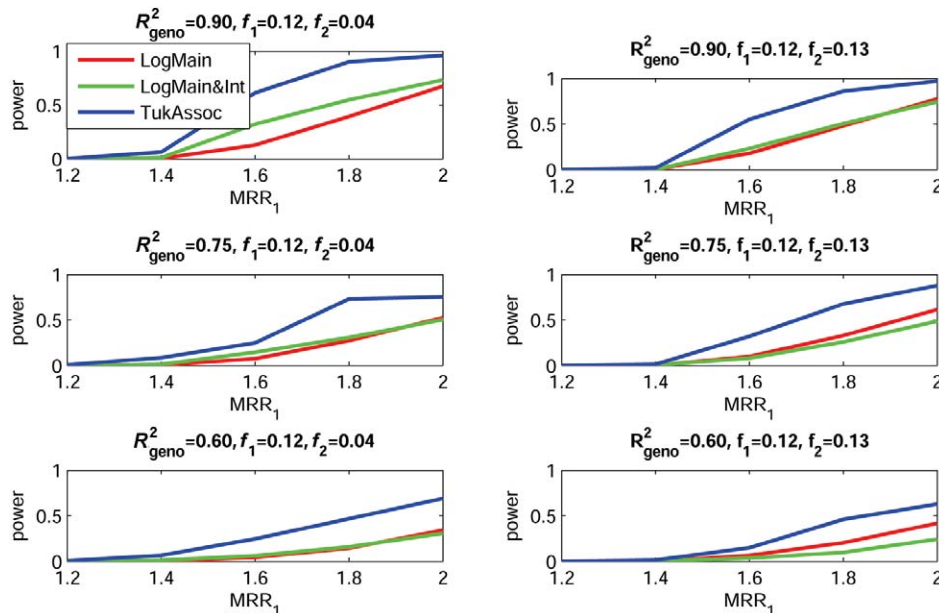 R²geno=0.90, f1=0.12, f2=0.04
1
0.5
0
power
LogMain
LogMain&Int
TukAssoc
1.2 1.4 1.6 1.8 2
MRR1
R²geno=0.90, f1=0.12, f2=0.13
1
0.5
0
power
1.2 1.4 1.6 1.8 2
MRR1
R²geno=0.75, f1=0.12, f2=0.04
1
0.5
0
power
1.2 1.4 1.6 1.8 2
MRR1
R²geno=0.75, f1=0.12, f2=0.13
1
0.5
0
power
1.2 1.4 1.6 1.8 2
MRR1
R²geno=0.60, f1=0.12, f2=0.04
1
0.5
0
power
1.2 1.4 1.6 1.8 2
MRR1
R²geno=0.60, f1=0.12, f2=0.13
1
0.5
0
power
1.2 1.4 1.6 1.8 2
MRR1